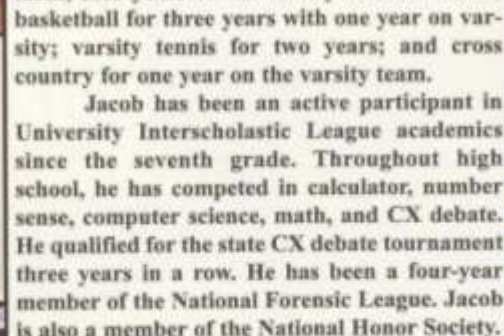 basketball for three years with one year on var-
sity; varsity tennis for two years; and cross
country for one year on the varsity team.
Jacob has been an active participant in
University Interscholastic League academics
since the seventh grade. Throughout high
school, he has competed in calculator, number
sense, computer science, math, and CX debate.
He qualified for the state CX debate tournament
three years in a row. He has been a four-year
member of the National Forensic League. Jacob
is also a member of the National Honor Society.